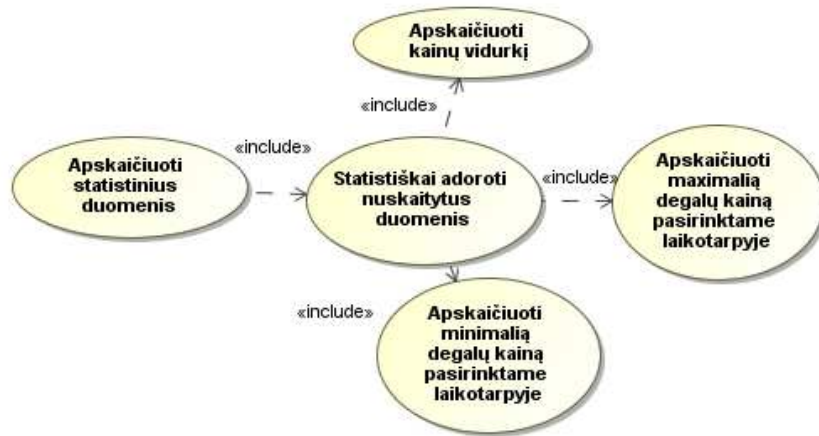 Apskaičiuoti
kainų vidurkį
«include»
Apskaičiuoti
statistinius
duomenis
«include»
Statistiškai adoroti
nuskaitytus
duomenis
«include»
Apskaičiuoti
maximalią
degalų kainą
pasirinktame
laikotarpyje
«include»
Apskaičiuoti
minimalią
degalų kainą
pasirinktame
laikotarpyje